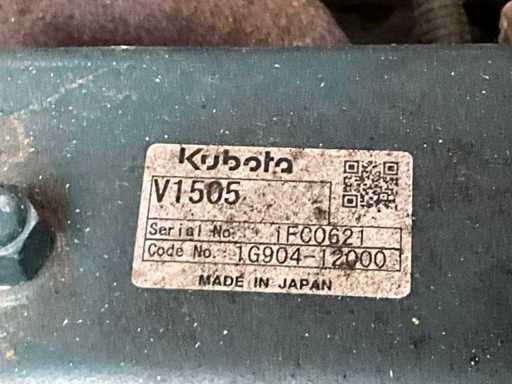 Kubota
V1505
Serial No. 1FC0621
Code No. 1G904-12000
MADE IN JAPAN